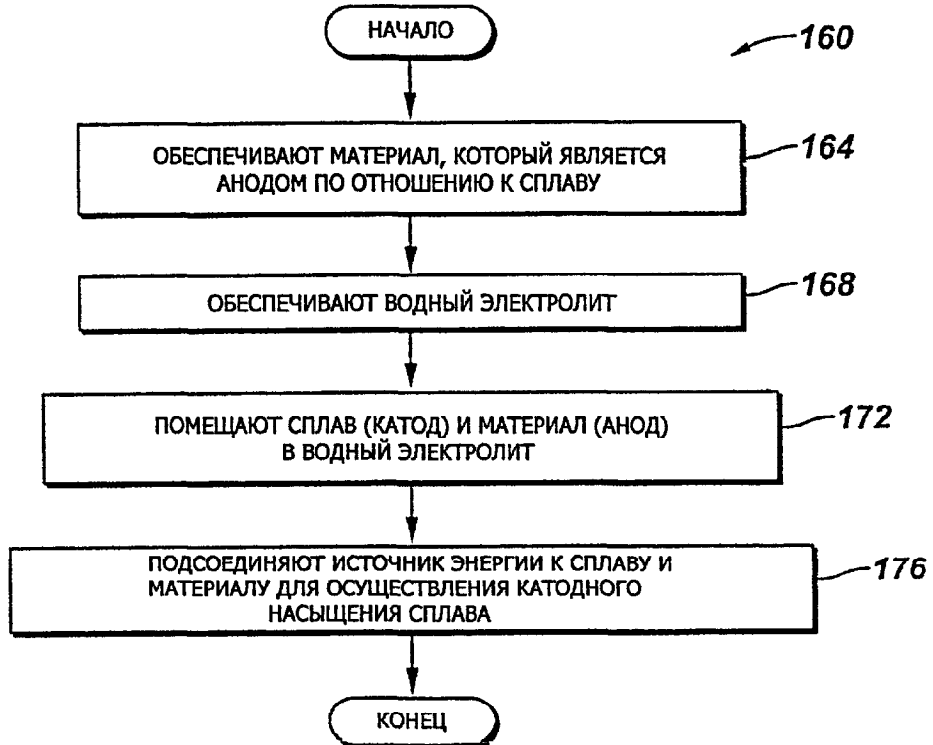 НАЧАЛО
160
ОБЕСПЕЧИВАЮТ МАТЕРИАЛ, КОТОРЫЙ ЯВЛЯЕТСЯ
АНОДОМ ПО ОТНОШЕНИЮ К СПЛАВУ
164
ОБЕСПЕЧИВАЮТ ВОДНЫЙ ЭЛЕКТРОЛИТ
168
ПОМЕЩАЮТ СПЛАВ (КАТОД) И МАТЕРИАЛ (АНОД)
В ВОДНЫЙ ЭЛЕКТРОЛИТ
172
ПОДСОЕДИНЯЮТ ИСТОЧНИК ЭНЕРГИИ К СПЛАВУ И
МАТЕРИАЛУ ДЛЯ ОСУЩЕСТВЛЕНИЯ КАТОДНОГО
НАСЫЩЕНИЯ СПЛАВА
176
КОНЕЦ